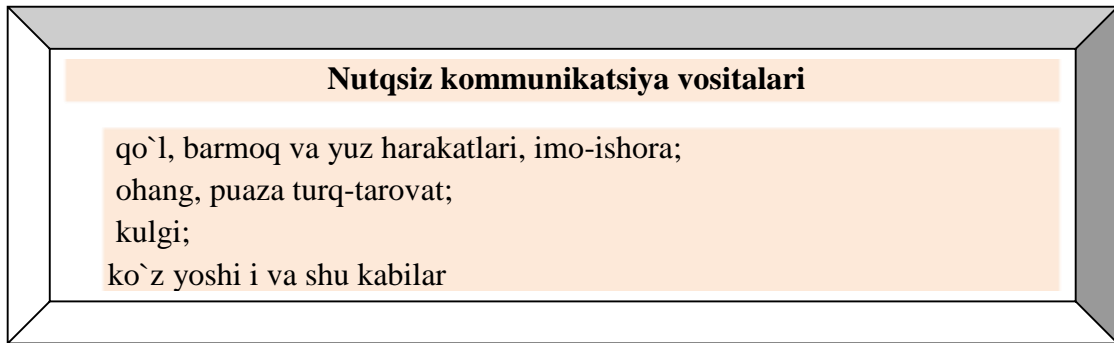 Nutqsiz kommunikatsiya vositalari
qo`l, barmoq va yuz harakatlari, imo-ishora;
ohang, puaza turq-tarovat;
kulgi;
ko`z yoshi i va shu kabilar